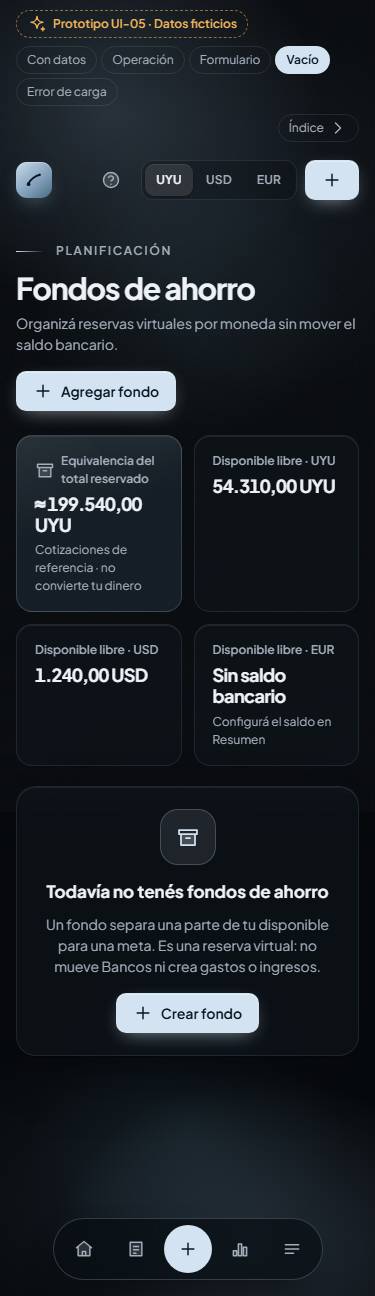 Prototipo UI-05 · Datos ficticios
Con datos
Operación
Formulario
Vacío
Error de carga
Índice
UYU
USD
EUR
PLANIFICACIÓN
Fondos de ahorro
Organizá reservas virtuales por moneda sin mover el
saldo bancario.
Agregar fondo
Equivalencia del
total reservado
≈199.540,00
UYU
Cotizaciones de
referencia · no
convierte tu dinero
Disponible libre · UYU
54.310,00 UYU
Disponible libre · USD
1.240,00 USD
Disponible libre · EUR
Sin saldo
bancario
Configurá el saldo en
Resumen
Todavía no tenés fondos de ahorro
Un fondo separa una parte de tu disponible
para una meta. Es una reserva virtual: no
mueve Bancos ni crea gastos o ingresos.
Crear fondo